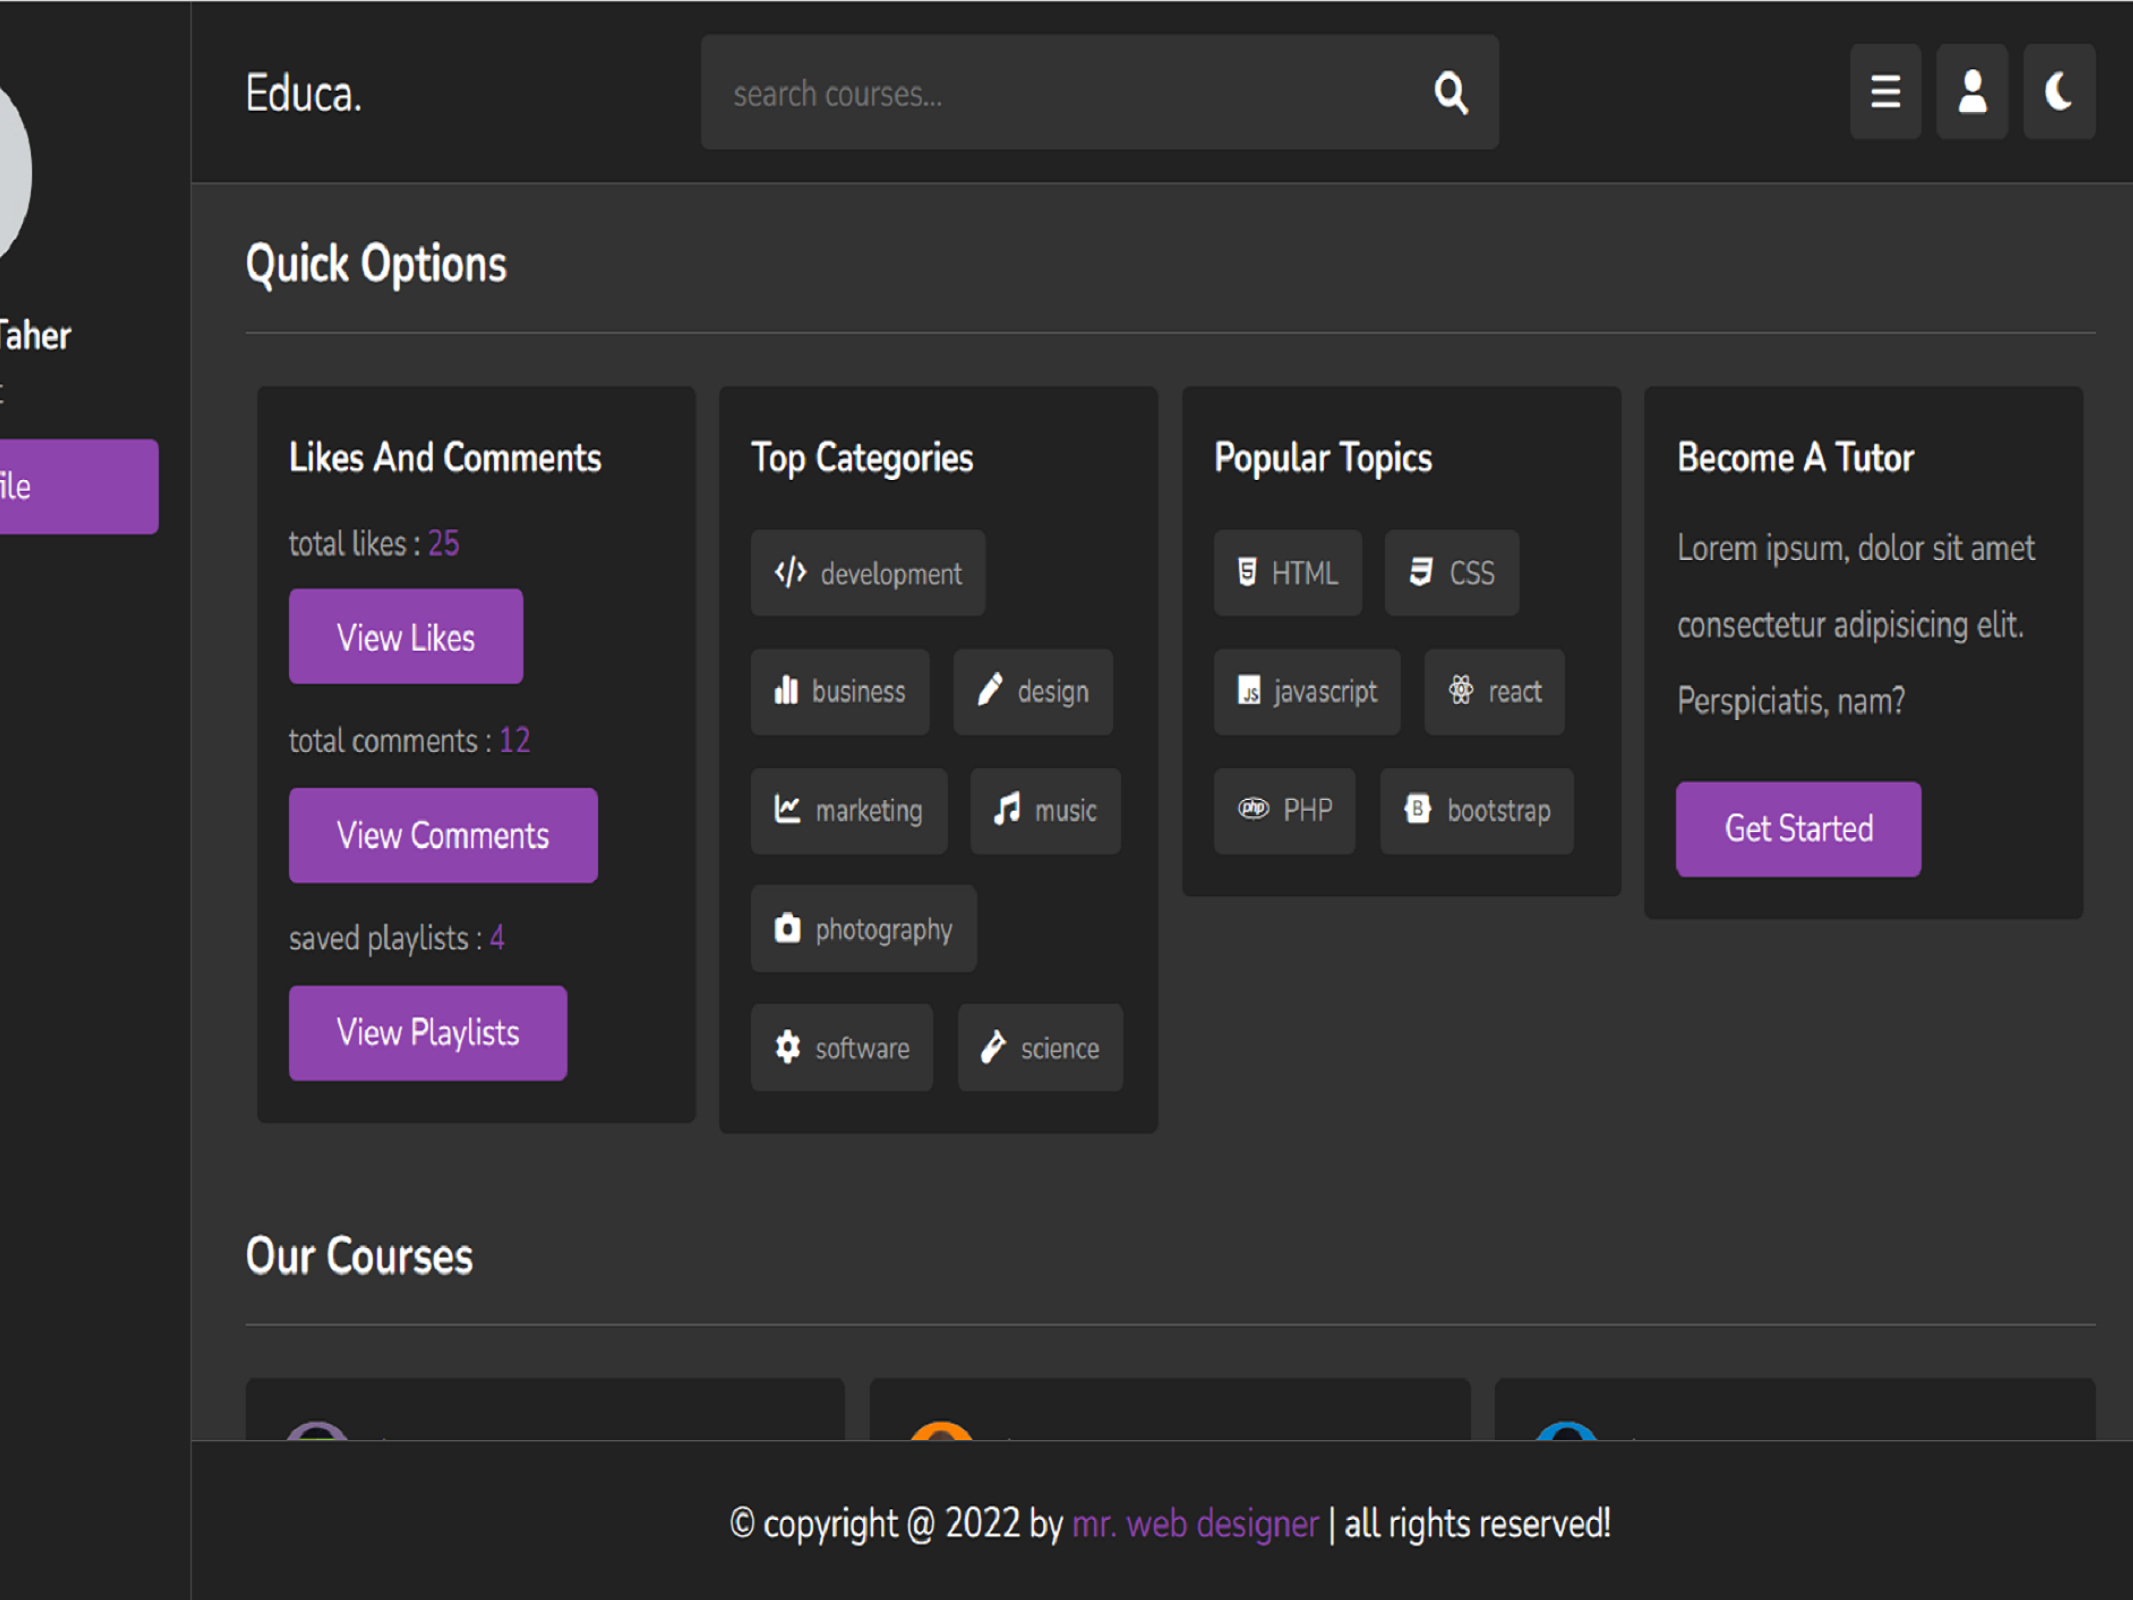 Educa.
search courses...
Taher
Quick Options
Likes And Comments
total likes : 25
View Likes
total comments : 12
View Comments
saved playlists : 4
View Playlists
Top Categories
development
business design
marketing music
photography
software science
Popular Topics
HTML CSS
JS javascript react
php PHP B bootstrap
Become A Tutor
Lorem ipsum, dolor sit amet
consectetur adipisicing elit.
Perspiciatis, nam?
Get Started
Our Courses
© copyright @ 2022 by mr. web designer | all rights reserved!